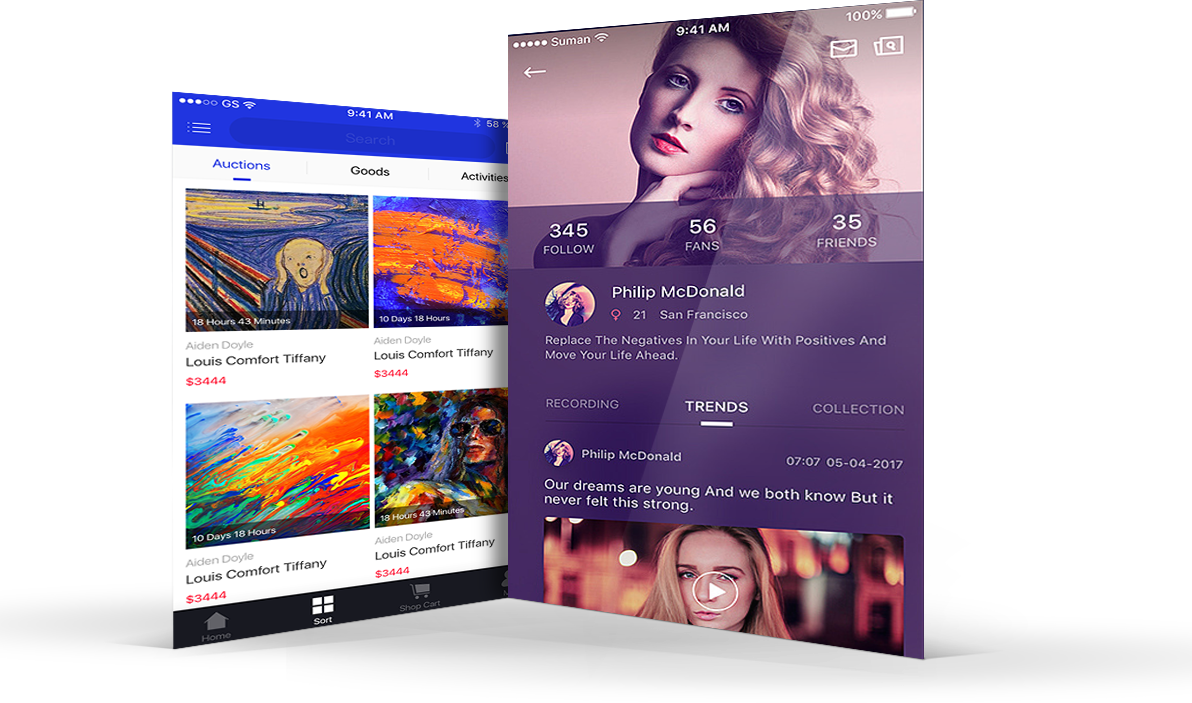 GS
9:41 AM
58 %
Search
Auctions
Goods
Activities
18 Hours 43 Minutes
10 Days 18 Hours
Aiden Doyle
Aiden Doyle
Louis Comfort Tiffany
Louis Comfort Tiffany
$3444
$3444
10 Days 18 Hours
18 Hours 43 Minutes
Aiden Doyle
Aiden Doyle
Louis Comfort Tiffany
Louis Comfort Tiffany
$3444
$3444
Home
Sort
Shop Cart
Suman
9:41 AM
100%
345
56
35
FOLLOW
FANS
FRIENDS
Philip McDonald
21 San Francisco
Replace The Negatives In Your Life With Positives And
Move Your Life Ahead.
RECORDING
TRENDS
COLLECTION
Philip McDonald
07:07 05-04-2017
Our dreams are young And we both know But it
never felt this strong.